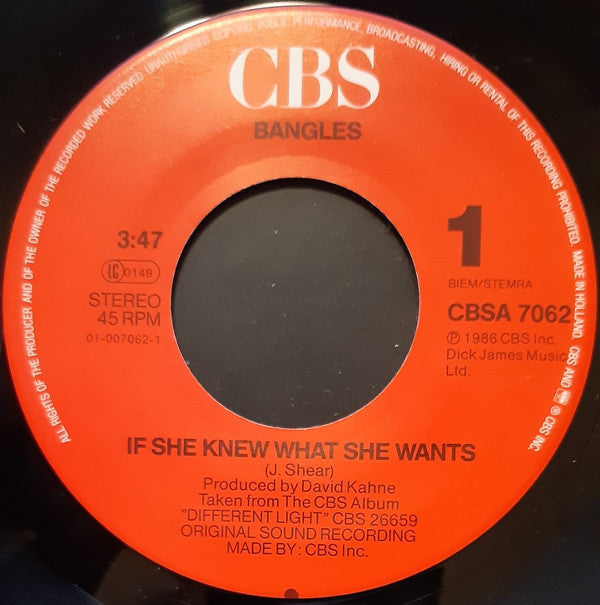 ALL RIGHTS OF THE PRODUCER AND OF THE OWNER OF THE RECORDED WORK RESERVED. UNAUTHORISED COPYING, PUBLIC PERFORMANCE, BROADCASTING, HIRING OR RENTAL OF THIS RECORDING PROHIBITED. MADE IN HOLLAND. CBS AND ® CBS INC.
CBS
BANGLES
3:47
1
IC 0149
BIEM/STEMRA
STEREO
CBSA 7062
45 RPM
℗ 1986 CBS Inc.
01-007062-1
Dick James Music
Ltd.
IF SHE KNEW WHAT SHE WANTS
(J. Shear)
Produced by David Kahne
Taken from The CBS Album
"DIFFERENT LIGHT" CBS 26659
ORIGINAL SOUND RECORDING
MADE BY: CBS Inc.